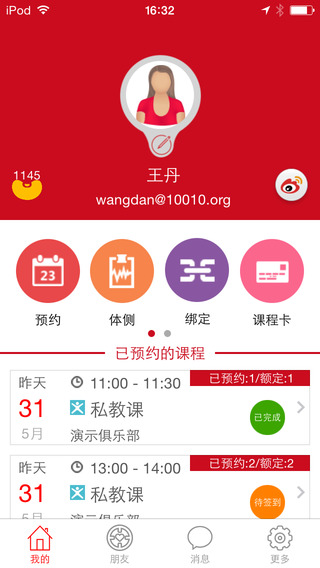 iPod 16:32
1145
王丹
wangdan@10010.org
23
预约 体侧 绑定 课程卡
已预约的课程
昨天 11:00 - 11:30 已预约:1/额定:1
31 私教课 已完成
5月 演示俱乐部
昨天 13:00 - 14:00 已预约:2/额定:2
31 私教课 待签到
5月 演示俱乐部
我的 朋友 消息 更多